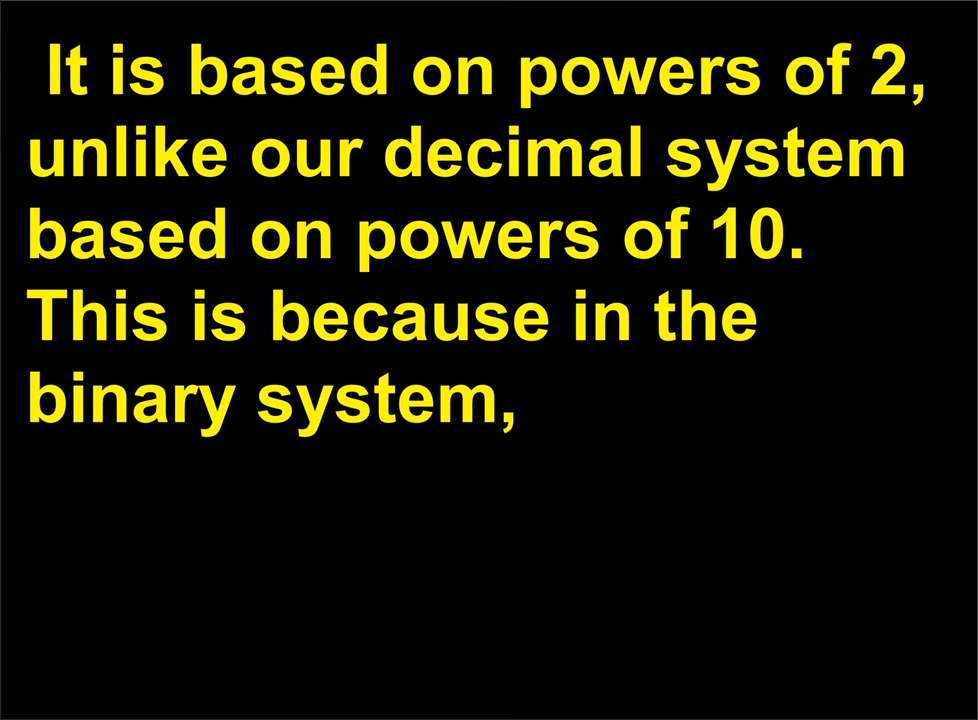 It is based on powers of 2,
unlike our decimal system
based on powers of 10.
This is because in the
binary system,